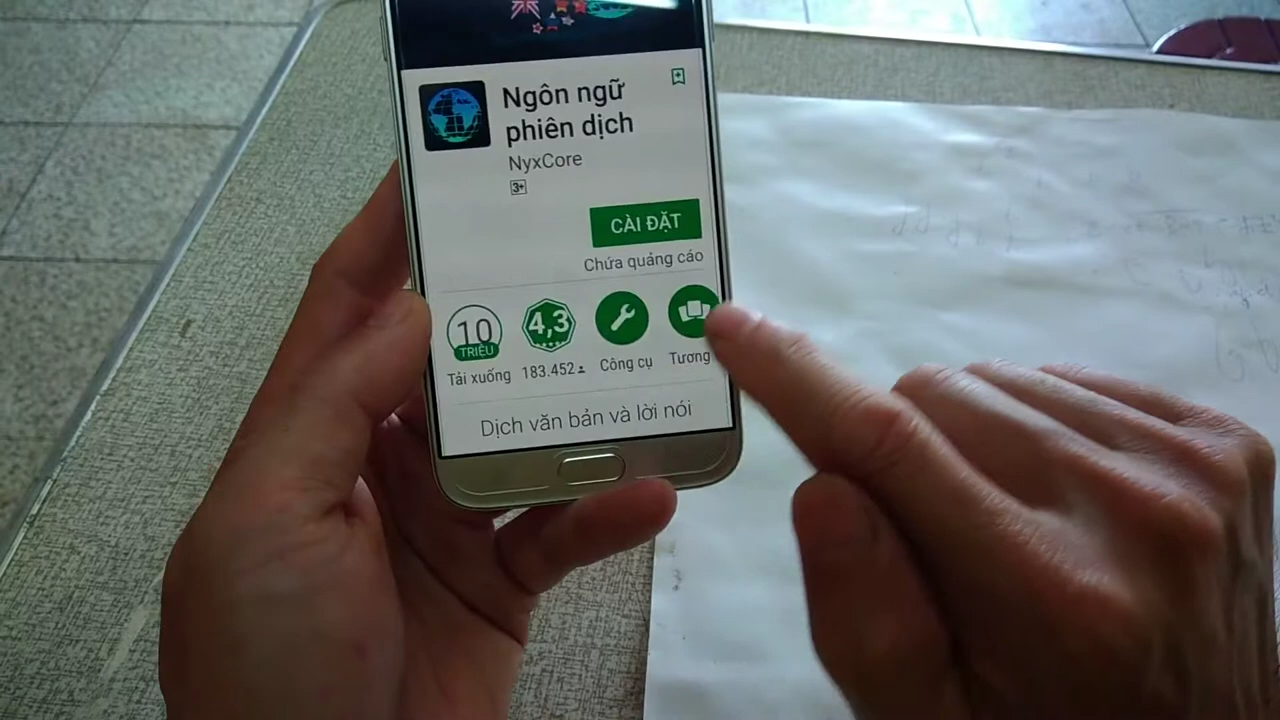 Ngôn ngữ
phiên dịch
NyxCore
3+
CÀI ĐẶT
Chứa quảng cáo
10
TRIỆU
Tải xuống
4,3
183.452
Công cụ
Tương
Dịch văn bản và lời nói